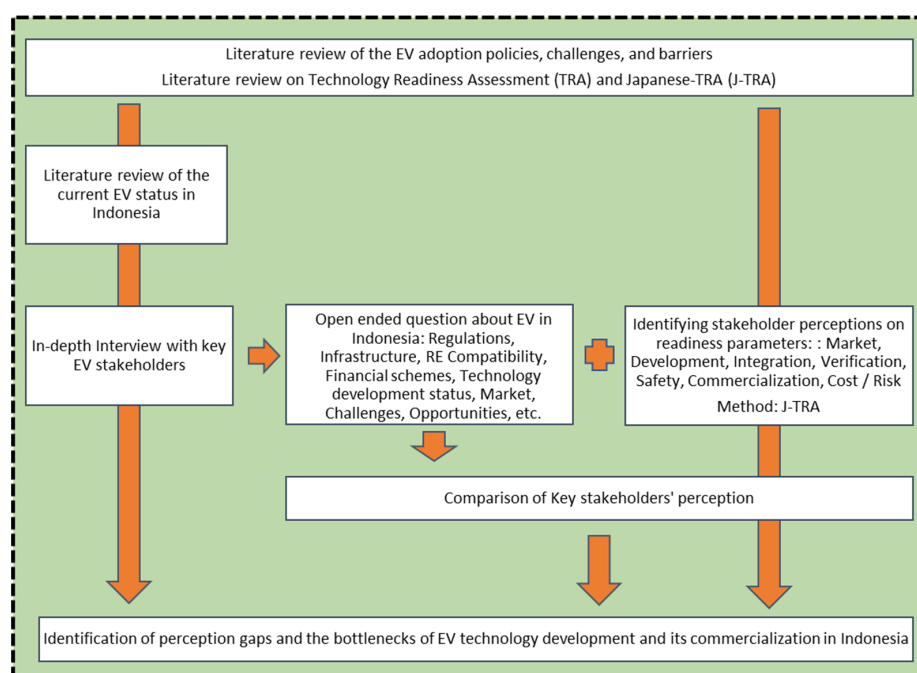 Literature review of the EV adoption policies, challenges, and barriers
Literature review on Technology Readiness Assessment (TRA) and Japanese-TRA (J-TRA)
Literature review of the
current EV status in
Indonesia
In-depth Interview with key
EV stakeholders
Open ended question about EV in
Indonesia: Regulations,
Infrastructure, RE Compatibility,
Financial schemes, Technology
development status, Market,
Challenges, Opportunities, etc.
Identifying stakeholder perceptions on
readiness parameters: : Market,
Development, Integration, Verification,
Safety, Commercialization, Cost / Risk
Method: J-TRA
Comparison of Key stakeholders' perception
Identification of perception gaps and the bottlenecks of EV technology development and its commercialization in Indonesia